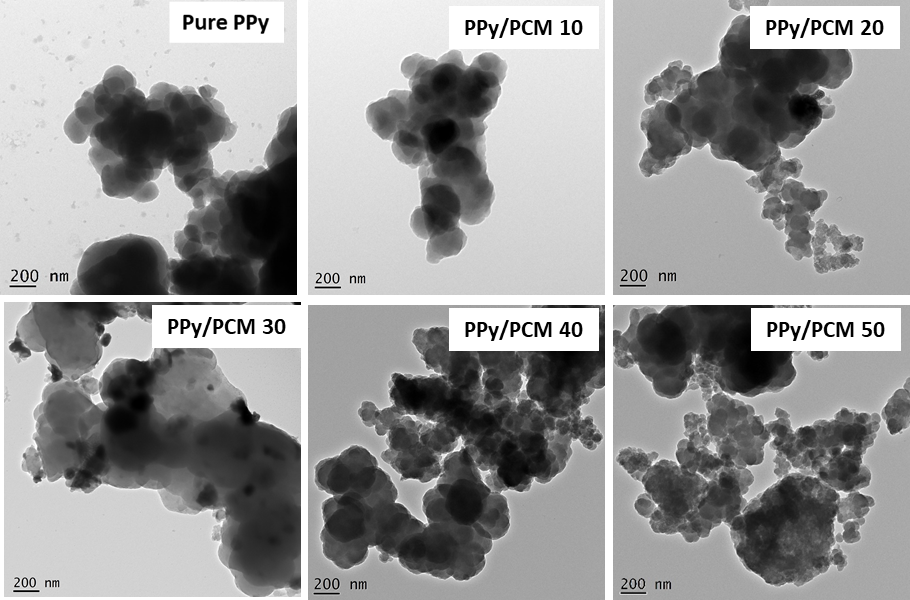 Pure PPy
PPy/PCM 10
PPy/PCM 20
200 nm
200 nm
200 nm
PPy/PCM 30
PPy/PCM 40
PPy/PCM 50
200 nm
200 nm
200 nm